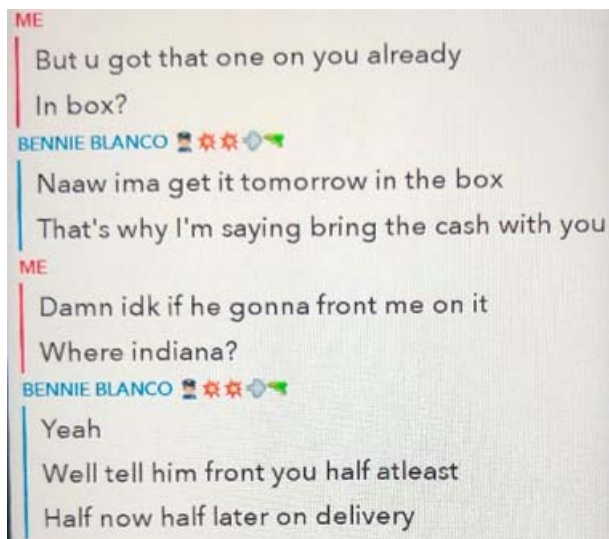 ME
But u got that one on you already
In box?
BENNIE BLANCO 👮🏻💥💥💨🔫
Naaw ima get it tomorrow in the box
That's why I'm saying bring the cash with you
ME
Damn idk if he gonna front me on it
Where indiana?
BENNIE BLANCO 👮🏻💥💥💨🔫
Yeah
Well tell him front you half atleast
Half now half later on delivery